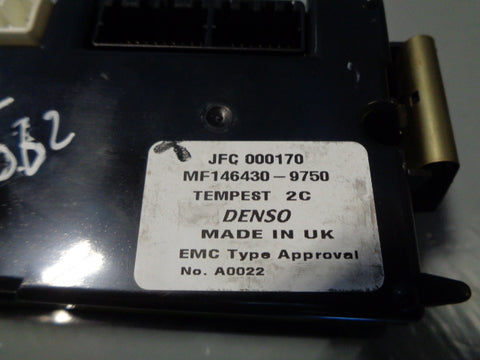 JFC 000170
MF146430-9750
TEMPEST 2C
DENSO
MADE IN UK
EMC Type Approval
No. A0022